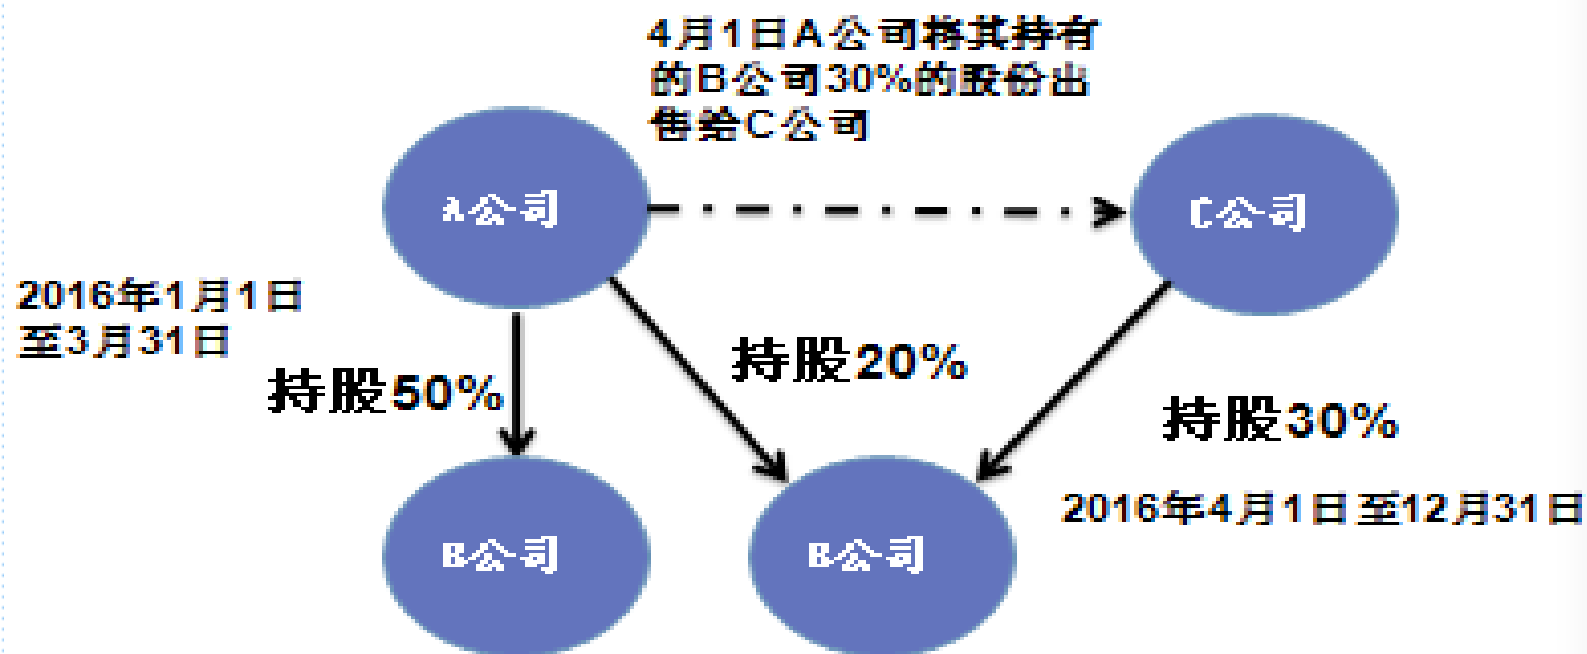 4月1日A公司将其持有
的B公司30%的股份出
售给C公司
A公司
C公司
2016年1月1日
至3月31日
持股50%
持股20%
持股30%
2016年4月1日至12月31日
B公司
B公司